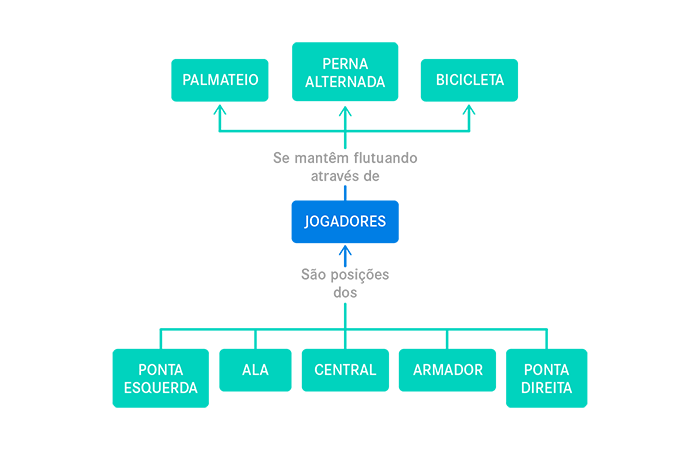 PALMATEIO
PERNA
ALTERNADA
BICICLETA
Se mantêm flutuando
através de
JOGADORES
São posições
dos
PONTA
ESQUERDA
ALA
CENTRAL
ARMADOR
PONTA
DIREITA